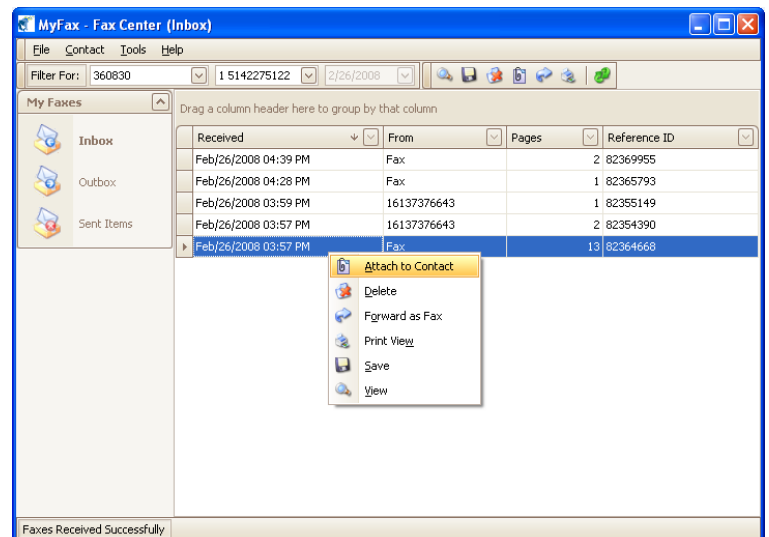 MyFax - Fax Center (Inbox)
File Contact Tools Help
Filter For: 360830 1 5142275122 2/26/2008
My Faxes
Inbox
Outbox
Sent Items
Drag a column header here to group by that column
Received From Pages Reference ID
Feb/26/2008 04:39 PM Fax 2 82369955
Feb/26/2008 04:28 PM Fax 1 82365793
Feb/26/2008 03:59 PM 16137376643 1 82355149
Feb/26/2008 03:57 PM 16137376643 2 82354390
Feb/26/2008 03:57 PM Fax 13 82364668
Attach to Contact
Delete
Forward as Fax
Print View
Save
View
Faxes Received Successfully